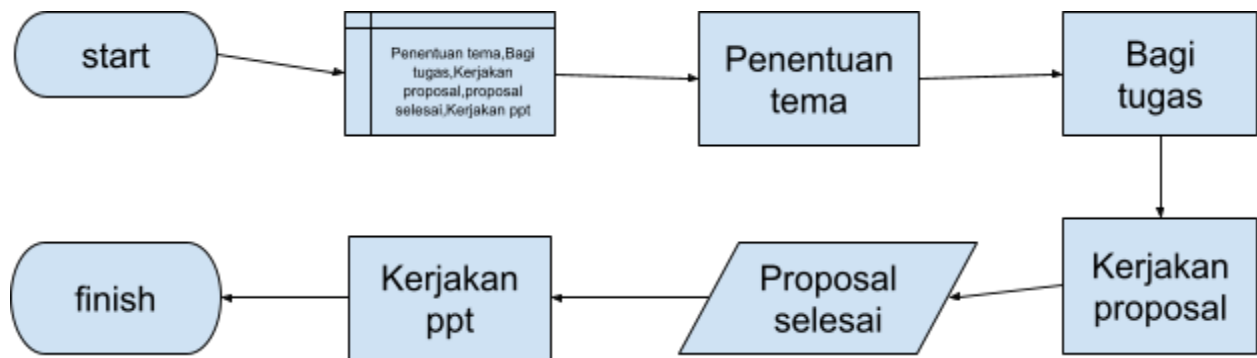 start
Penentuan tema,Bagi
tugas,Kerjakan
proposal,proposal
selesai,Kerjakan ppt
Penentuan
tema
Bagi
tugas
Kerjakan
proposal
Proposal
selesai
Kerjakan
ppt
finish